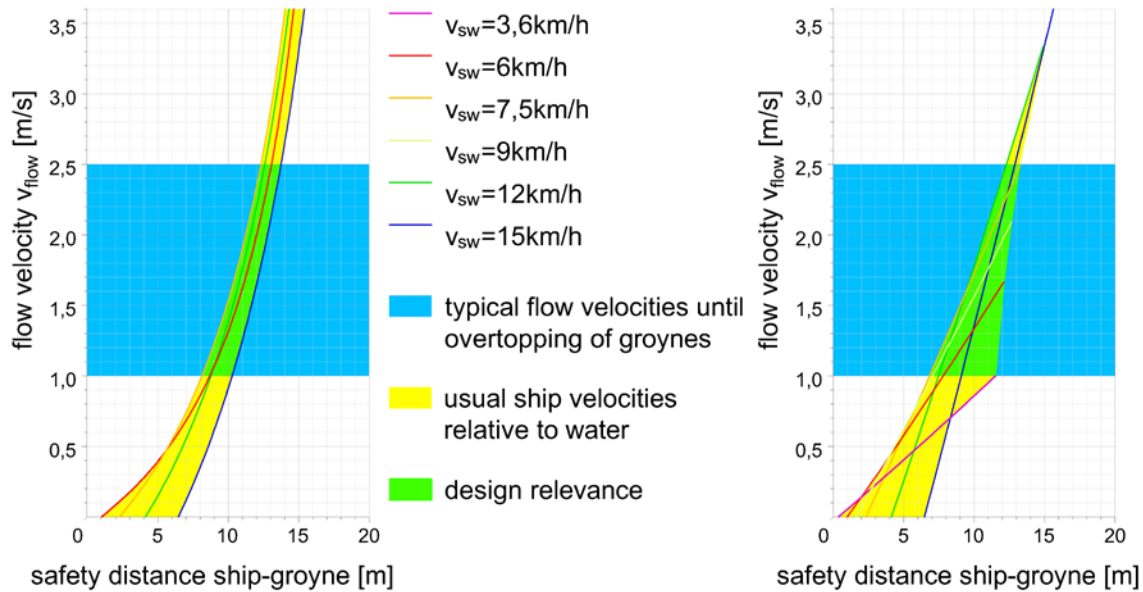 3,5
3,0
2,5
2,0
1,5
1,0
0,5
0
5
10
15
20
flow velocity vflow [m/s]
safety distance ship-groyne [m]
vsw=3,6km/h
vsw=6km/h
vsw=7,5km/h
vsw=9km/h
vsw=12km/h
vsw=15km/h
typical flow velocities until
overtopping of groynes
usual ship velocities
relative to water
design relevance
3,5
3,0
2,5
2,0
1,5
1,0
0,5
0
5
10
15
20
flow velocity vflow [m/s]
safety distance ship-groyne [m]